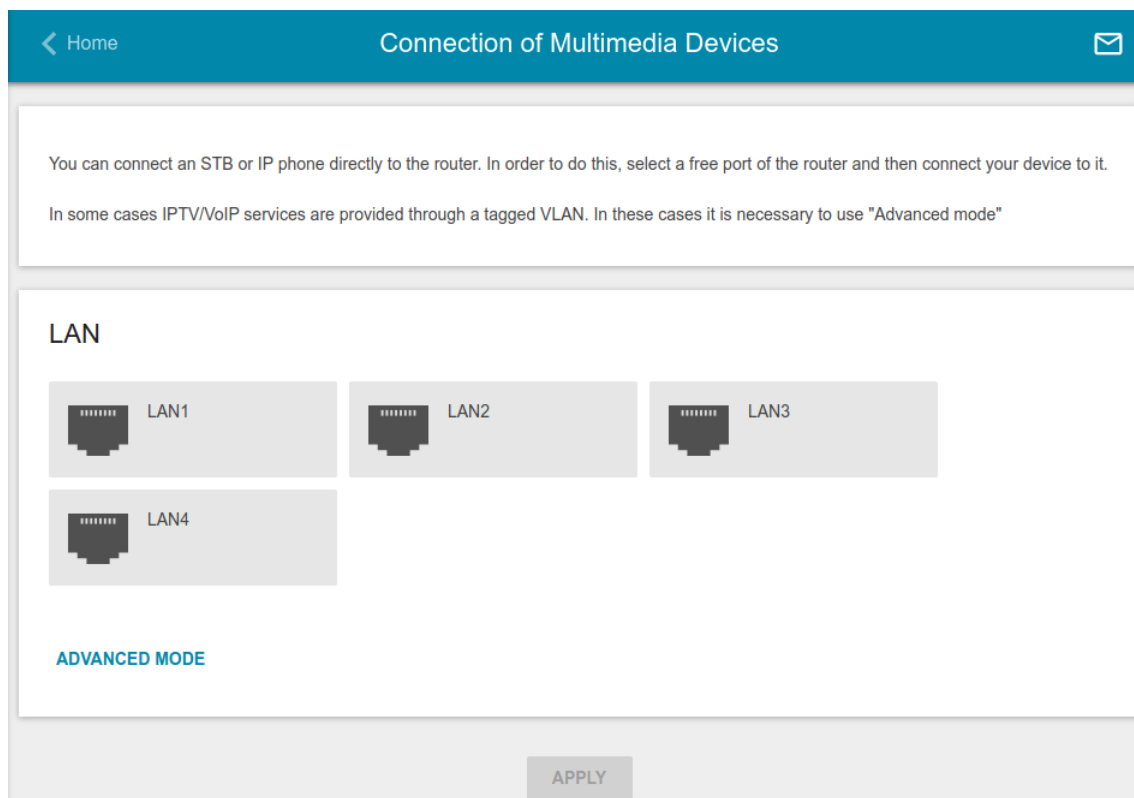 Home
Connection of Multimedia Devices
You can connect an STB or IP phone directly to the router. In order to do this, select a free port of the router and then connect your device to it.
In some cases IPTV/VoIP services are provided through a tagged VLAN. In these cases it is necessary to use "Advanced mode"
LAN
LAN1
LAN2
LAN3
LAN4
ADVANCED MODE
APPLY